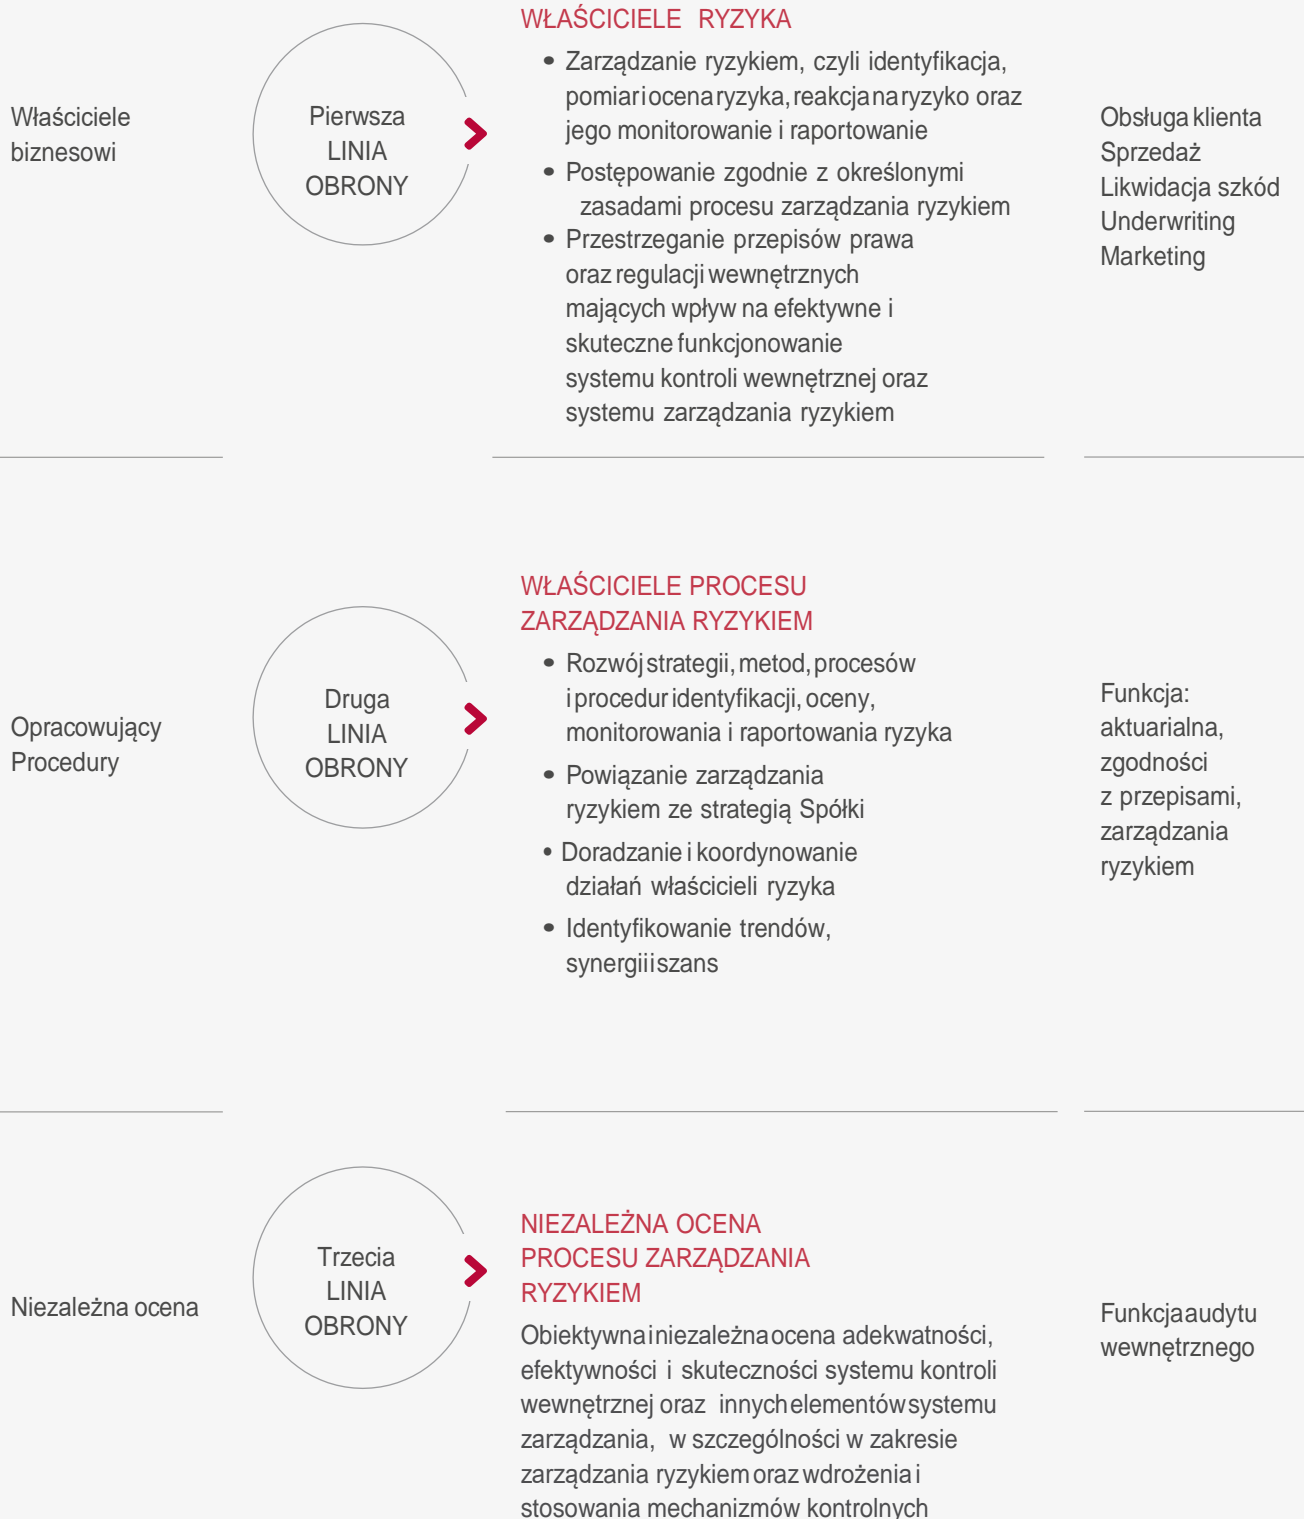 Właściciele
biznesowi
Pierwsza
LINIA
OBRONY
WŁAŚCICIELE RYZYKA
• Zarządzanie ryzykiem, czyli identyfikacja,
pomiar i ocena ryzyka, reakcja na ryzyko oraz
jego monitorowanie i raportowanie
• Postępowanie zgodnie z określonymi
zasadami procesu zarządzania ryzykiem
• Przestrzeganie przepisów prawa
oraz regulacji wewnętrznych
mających wpływ na efektywne i
skuteczne funkcjonowanie
systemu kontroli wewnętrznej oraz
systemu zarządzania ryzykiem
Obsługa klienta
Sprzedaż
Likwidacja szkód
Underwriting
Marketing
Opracowujący
Procedury
Druga
LINIA
OBRONY
WŁAŚCICIELE PROCESU
ZARZĄDZANIA RYZYKIEM
• Rozwój strategii, metod, procesów
i procedur identyfikacji, oceny,
monitorowania i raportowania ryzyka
• Powiązanie zarządzania
ryzykiem ze strategią Spółki
• Doradzanie i koordynowanie
działań właścicieli ryzyka
• Identyfikowanie trendów,
synergii i szans
Funkcja:
aktuarialna,
zgodności
z przepisami,
zarządzania
ryzykiem
Niezależna ocena
Trzecia
LINIA
OBRONY
NIEZALEŻNA OCENA
PROCESU ZARZĄDZANIA
RYZYKIEM
Obiektywna i niezależna ocena adekwatności,
efektywności i skuteczności systemu kontroli
wewnętrznej oraz innych elementów systemu
zarządzania, w szczególności w zakresie
zarządzania ryzykiem oraz wdrożenia i
stosowania mechanizmów kontrolnych
Funkcja audytu
wewnętrznego